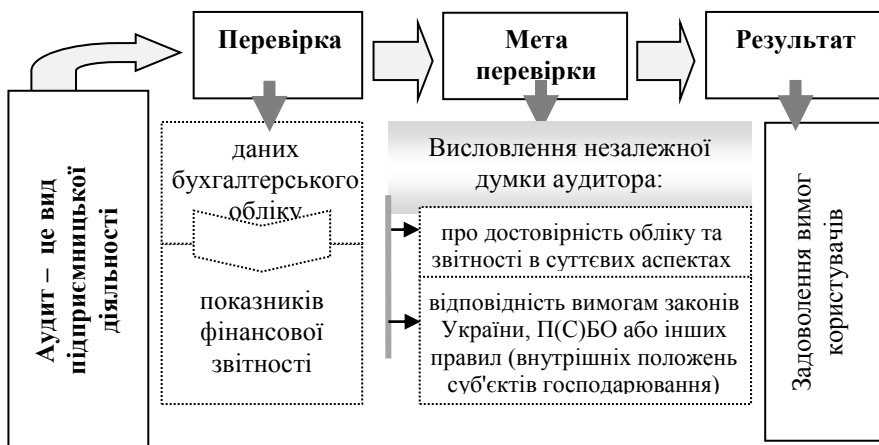 Аудит – це вид
підприємницької
діяльності
Перевірка
даних
бухгалтерського
обліку
показників
фінансової
звітності
Мета
перевірки
Висловлення незалежної
думки аудитора:
про достовірність обліку та
звітності в суттєвих аспектах
відповідність вимогам законів
України, П(С)БО або інших
правил (внутрішніх положень
суб'єктів господарювання)
Результат
Задоволення вимог
користувачів